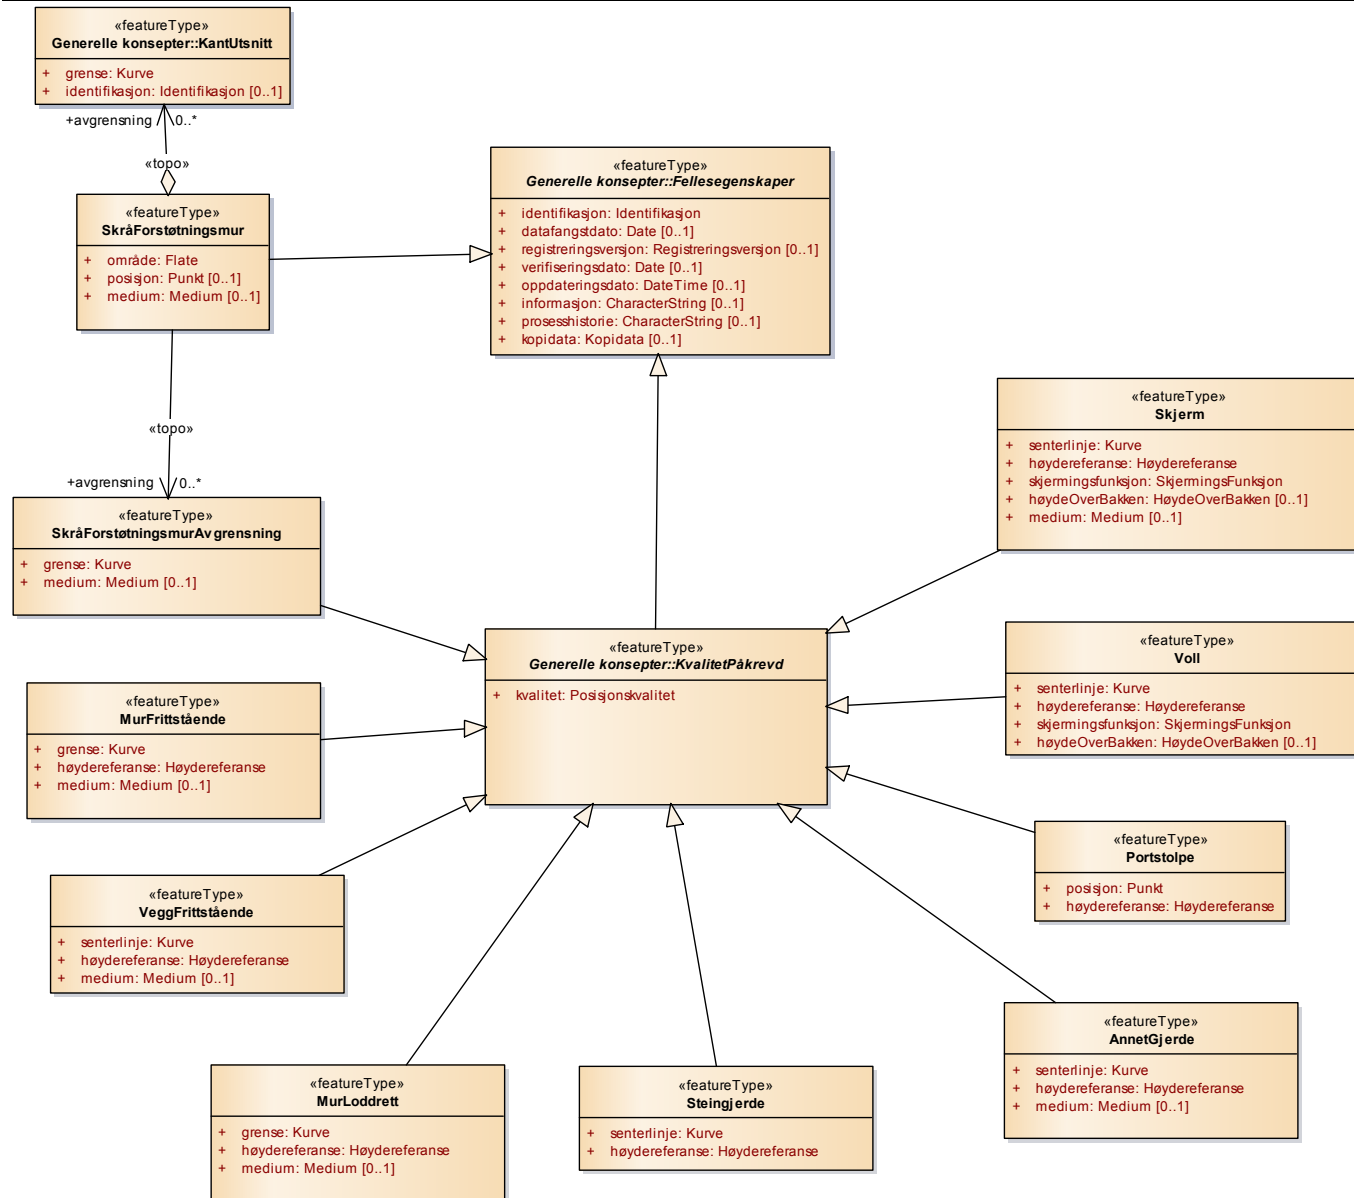 «featureType»
Generelle konsepter::KantUtsnitt
+ grense: Kurve
+ identifikasjon: Identifikasjon [0..1]
+avgrensning 0..*
«topo»
«featureType»
SkråForstøtningsmur
+ område: Flate
+ posisjon: Punkt [0..1]
+ medium: Medium [0..1]
«featureType»
Generelle konsepter::Fellesegenskaper
+ identifikasjon: Identifikasjon
+ datafangstdato: Date [0..1]
+ registreringsversjon: Registreringsversjon [0..1]
+ verifiseringsdato: Date [0..1]
+ oppdateringsdato: DateTime [0..1]
+ informasjon: CharacterString [0..1]
+ prosesshistorie: CharacterString [0..1]
+ kopidata: Kopidata [0..1]
«topo»
+avgrensning 0..*
«featureType»
SkråForstøtningsmurAvgrensning
+ grense: Kurve
+ medium: Medium [0..1]
«featureType»
Skjerm
+ senterlinje: Kurve
+ høydereferanse: Høydereferanse
+ skjermingsfunksjon: SkjermingsFunksjon
+ høydeOverBakken: HøydeOverBakken [0..1]
+ medium: Medium [0..1]
«featureType»
Generelle konsepter::KvalitetPåkrevd
+ kvalitet: Posisjonskvalitet
«featureType»
Voll
+ senterlinje: Kurve
+ høydereferanse: Høydereferanse
+ skjermingsfunksjon: SkjermingsFunksjon
+ høydeOverBakken: HøydeOverBakken [0..1]
«featureType»
MurFrittstående
+ grense: Kurve
+ høydereferanse: Høydereferanse
+ medium: Medium [0..1]
«featureType»
Portstolpe
+ posisjon: Punkt
+ høydereferanse: Høydereferanse
«featureType»
VeggFrittstående
+ senterlinje: Kurve
+ høydereferanse: Høydereferanse
+ medium: Medium [0..1]
«featureType»
AnnetGjerde
+ senterlinje: Kurve
+ høydereferanse: Høydereferanse
+ medium: Medium [0..1]
«featureType»
MurLoddrett
+ grense: Kurve
+ høydereferanse: Høydereferanse
+ medium: Medium [0..1]
«featureType»
Steingjerde
+ senterlinje: Kurve
+ høydereferanse: Høydereferanse